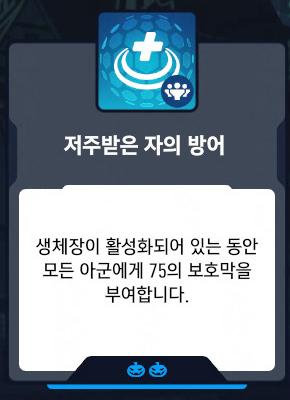 저주받은 자의 방어
생체장이 활성화되어 있는 동안
모든 아군에게 75의 보호막을
부여합니다.